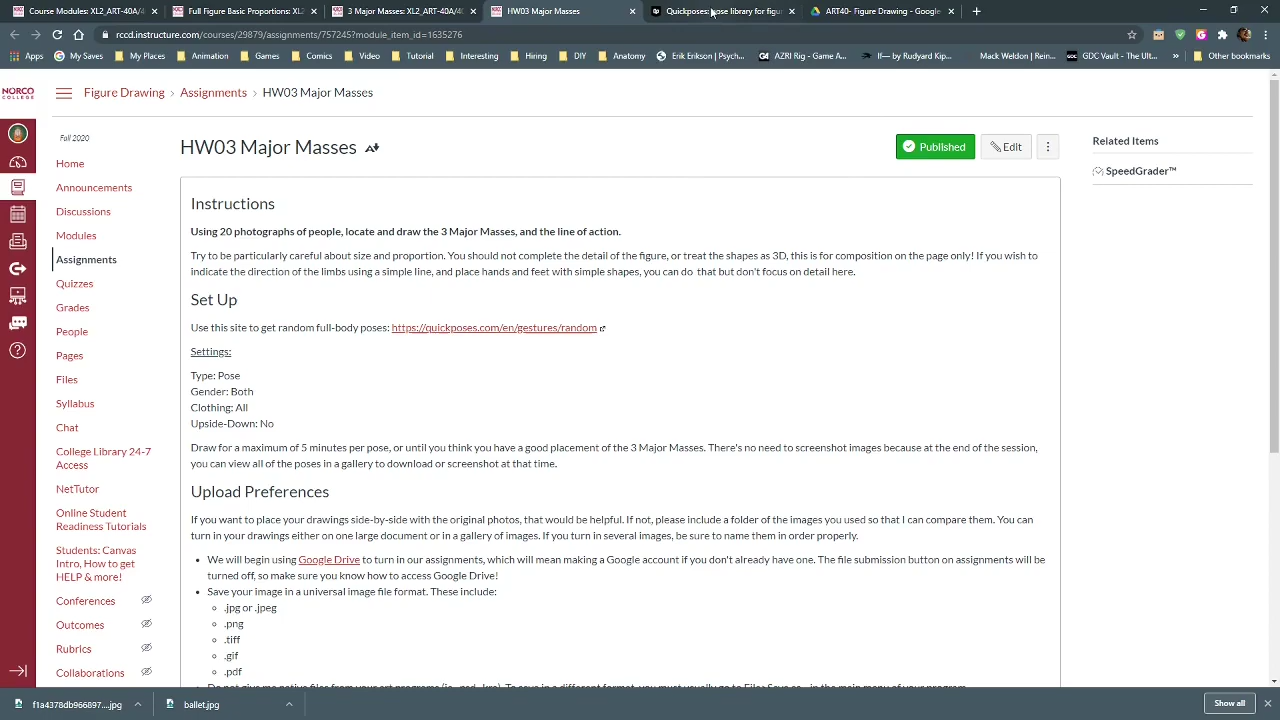 Course Modules: XL2_ART-40A/4
Full Figure Basic Proportions: XL2
3 Major Masses: XL2_ART-40A/40
HW03 Major Masses
Quickposes: pose library for figu
ART40- Figure Drawing - Google
rccd.instructure.com/courses/29879/assignments/757245?module_item_id=1635276
Apps
My Saves
My Places
Animation
Games
Comics
Video
Tutorial
Interesting
Hiring
DIY
Anatomy
Erik Erikson | Psych...
AZRI Rig - Game A...
If— by Rudyard Kip...
Mack Weldon | Rein...
GDC Vault - The Ult...
»
Other bookmarks
NORCO
COLLEGE
Figure Drawing > Assignments > HW03 Major Masses
Fall 2020
Home
Announcements
Discussions
Modules
Assignments
Quizzes
Grades
People
Pages
Files
Syllabus
Chat
College Library 24-7
Access
NetTutor
Online Student
Readiness Tutorials
Students: Canvas
Intro, How to get
HELP & more!
Conferences
Outcomes
Rubrics
Collaborations
HW03 Major Masses
Published
Edit
Related Items
SpeedGrader™
Instructions
Using 20 photographs of people, locate and draw the 3 Major Masses, and the line of action.
Try to be particularly careful about size and proportion. You should not complete the detail of the figure, or treat the shapes as 3D, this is for composition on the page only! If you wish to
indicate the direction of the limbs using a simple line, and place hands and feet with simple shapes, you can do  that but don't focus on detail here.
Set Up
Use this site to get random full-body poses: https://quickposes.com/en/gestures/random
Settings:
Type: Pose
Gender: Both
Clothing: All
Upside-Down: No
Draw for a maximum of 5 minutes per pose, or until you think you have a good placement of the 3 Major Masses. There's no need to screenshot images because at the end of the session,
you can view all of the poses in a gallery to download or screenshot at that time.
Upload Preferences
If you want to place your drawings side-by-side with the original photos, that would be helpful. If not, please include a folder of the images you used so that I can compare them. You can
turn in your drawings either on one large document or in a gallery of images. If you turn in several images, be sure to name them in order properly.
We will begin using Google Drive to turn in our assignments, which will mean making a Google account if you don't already have one. The file submission button on assignments will be
turned off, so make sure you know how to access Google Drive!
Save your image in a universal image file format. These include:
.jpg or .jpeg
.png
.tiff
.gif
.pdf
f1a4378db966897....jpg
ballet.jpg
Show all